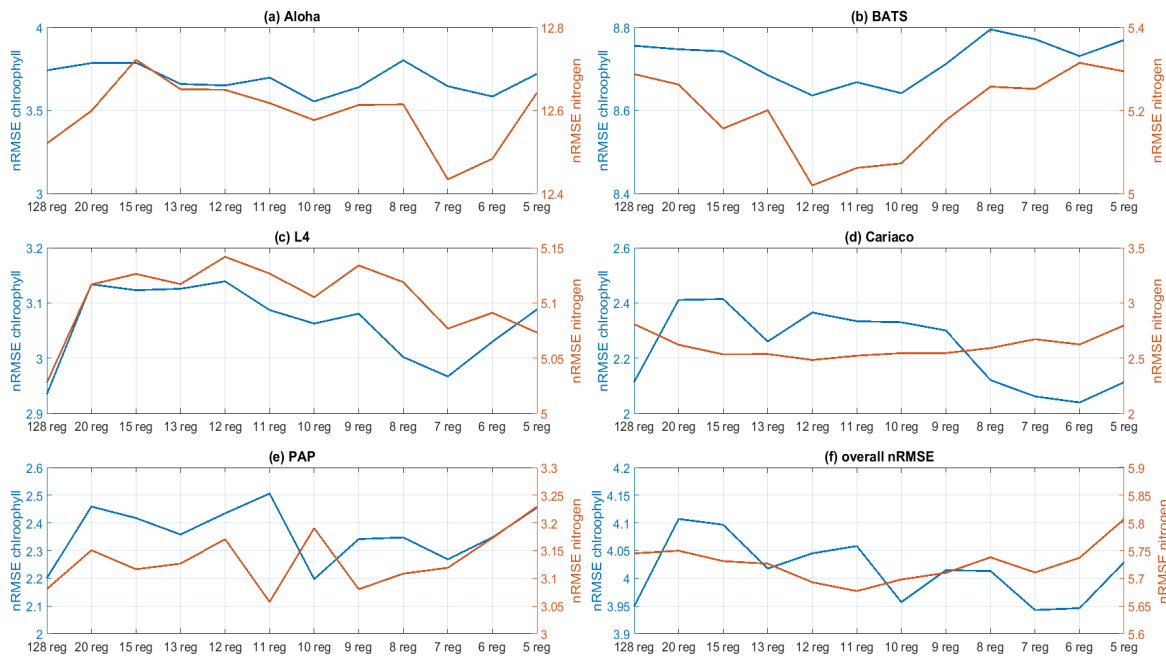 (a) Aloha
nRMSE chlroophyll
4
3.5
3
12.8
12.6
12.4
nRMSE nitrogen
128 reg 20 reg 15 reg 13 reg 12 reg 11 reg 10 reg 9 reg 8 reg 7 reg 6 reg 5 reg
(b) BATS
nRMSE chlroophyll
8.8
8.6
8.4
5.4
5.2
5
nRMSE nitrogen
128 reg 20 reg 15 reg 13 reg 12 reg 11 reg 10 reg 9 reg 8 reg 7 reg 6 reg 5 reg
(c) L4
nRMSE chlroophyll
3.2
3.1
3
2.9
5.15
5.1
5.05
5
nRMSE nitrogen
128 reg 20 reg 15 reg 13 reg 12 reg 11 reg 10 reg 9 reg 8 reg 7 reg 6 reg 5 reg
(d) Cariaco
nRMSE chlroophyll
2.6
2.4
2.2
2
3.5
3
2.5
2
nRMSE nitrogen
128 reg 20 reg 15 reg 13 reg 12 reg 11 reg 10 reg 9 reg 8 reg 7 reg 6 reg 5 reg
(e) PAP
nRMSE chlroophyll
2.6
2.5
2.4
2.3
2.2
2.1
2
3.3
3.25
3.2
3.15
3.1
3.05
3
nRMSE nitrogen
128 reg 20 reg 15 reg 13 reg 12 reg 11 reg 10 reg 9 reg 8 reg 7 reg 6 reg 5 reg
(f) overall nRMSE
nRMSE chlroophyll
4.2
4.15
4.1
4.05
4
3.95
3.9
5.9
5.85
5.8
5.75
5.7
5.65
5.6
nRMSE nitrogen
128 reg 20 reg 15 reg 13 reg 12 reg 11 reg 10 reg 9 reg 8 reg 7 reg 6 reg 5 reg